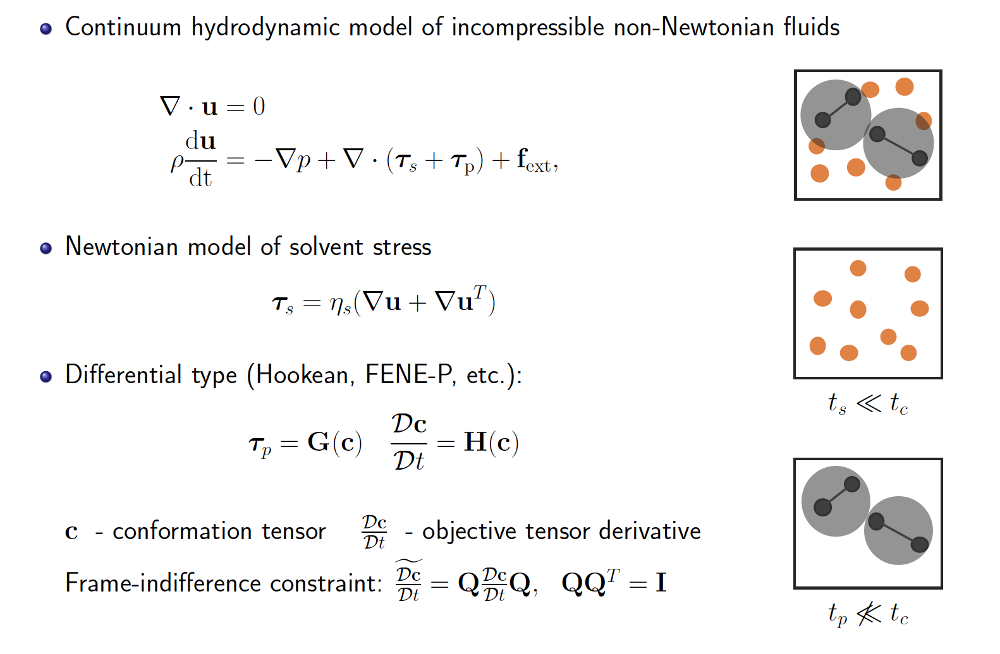 Continuum hydrodynamic model of incompressible non-Newtonian fluids
∇ · u = 0
ρ du/dt = −∇p + ∇ · (τ_s + τ_p) + f_ext,
Newtonian model of solvent stress
τ_s = η_s(∇u + ∇u^T)
t_s ≪ t_c
Differential type (Hookean, FENE-P, etc.):
τ_p = G(c)   𝒟c/𝒟t = H(c)
c - conformation tensor   𝒟c/𝒟t - objective tensor derivative
Frame-indifference constraint: \widetilde{𝒟c/𝒟t} = Q 𝒟c/𝒟t Q,   QQ^T = I
t_p ≪̸ t_c